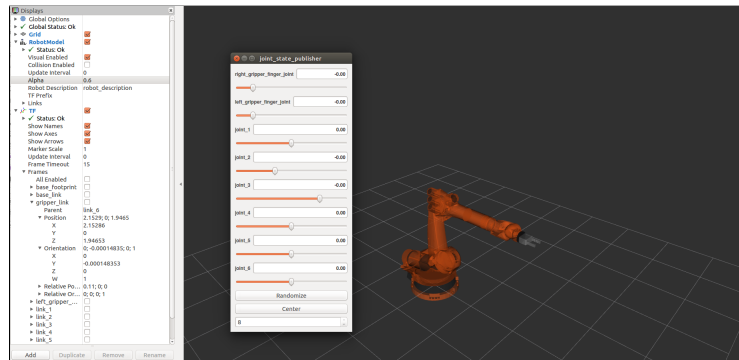 Displays
Global Options
Global Status: Ok
Grid
RobotModel
Status: Ok
Visual Enabled
Collision Enabled
Update Interval 0
Alpha 0.6
Robot Description robot_description
TF Prefix
Links
TF
Status: Ok
Show Names
Show Axes
Show Arrows
Marker Scale 1
Update Interval 0
Frame Timeout 15
Frames
All Enabled
base_footprint
base_link
gripper_link
Parent link_6
Position 2.1529; 0; 1.9465
X 2.15286
Y 0
Z 1.94653
Orientation 0; -0.00014835; 0; 1
X 0
Y -0.000148353
Z 0
W 1
Relative Po... 0.11; 0; 0
Relative Or... 0; 0; 0; 1
left_gripper_...
link_1
link_2
link_3
link_4
link_5
Add Duplicate Remove Rename
joint_state_publisher
right_gripper_finger_joint -0.00
left_gripper_finger_joint -0.00
joint_1 0.00
joint_2 -0.00
joint_3 -0.00
joint_4 0.00
joint_5 0.00
joint_6 0.00
Randomize
Center
8